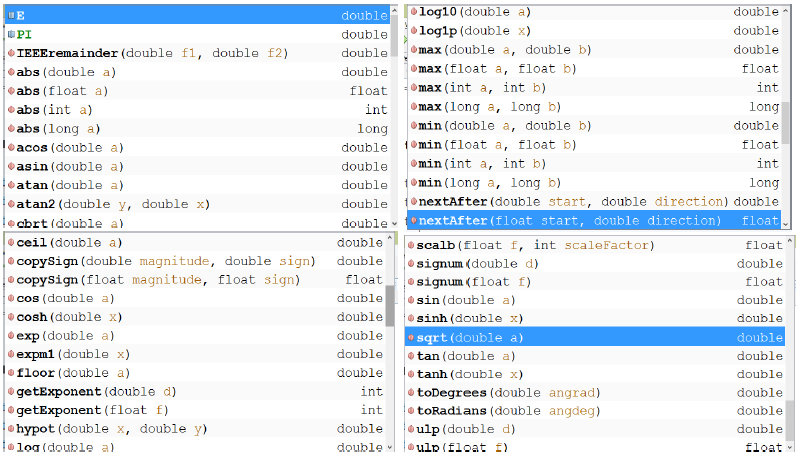 E double
PI double
IEEEremainder(double f1, double f2) double
abs(double a) double
abs(float a) float
abs(int a) int
abs(long a) long
acos(double a) double
asin(double a) double
atan(double a) double
atan2(double y, double x) double
cbrt(double a) double
ceil(double a) double
copySign(double magnitude, double sign) double
copySign(float magnitude, float sign) float
cos(double a) double
cosh(double x) double
exp(double a) double
expm1(double x) double
floor(double a) double
getExponent(double d) int
getExponent(float f) int
hypot(double x, double y) double
log(double a) double
log10(double a) double
log1p(double x) double
max(double a, double b) double
max(float a, float b) float
max(int a, int b) int
max(long a, long b) long
min(double a, double b) double
min(float a, float b) float
min(int a, int b) int
min(long a, long b) long
nextAfter(double start, double direction) double
nextAfter(float start, double direction) float
scalb(float f, int scaleFactor) float
signum(double d) double
signum(float f) float
sin(double a) double
sinh(double x) double
sqrt(double a) double
tan(double a) double
tanh(double x) double
toDegrees(double angrad) double
toRadians(double angdeg) double
ulp(double d) double
ulp(float f) float